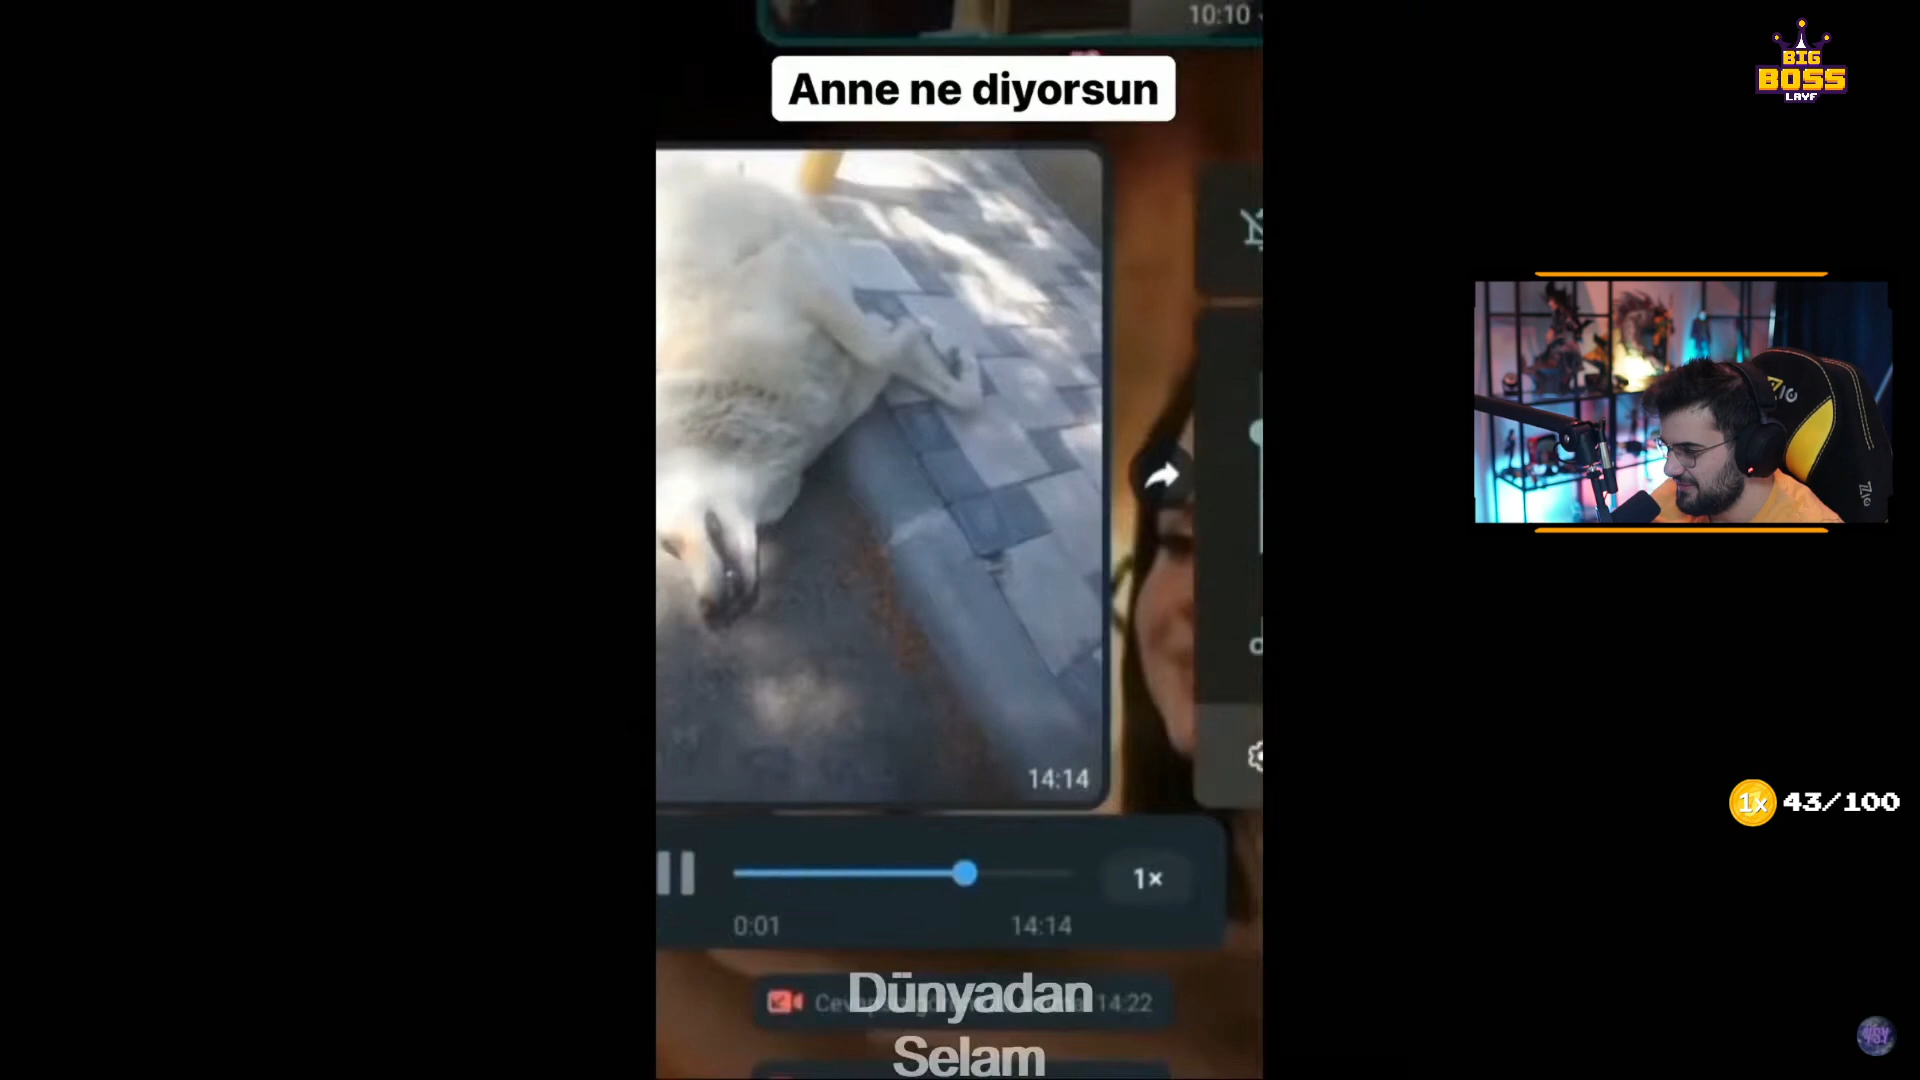 10:10
BIG
BOSS
LAYF
Anne ne diyorsun
14:14
1x 43/100
1×
0:01 14:14
Dünyadan
14:22
Selam